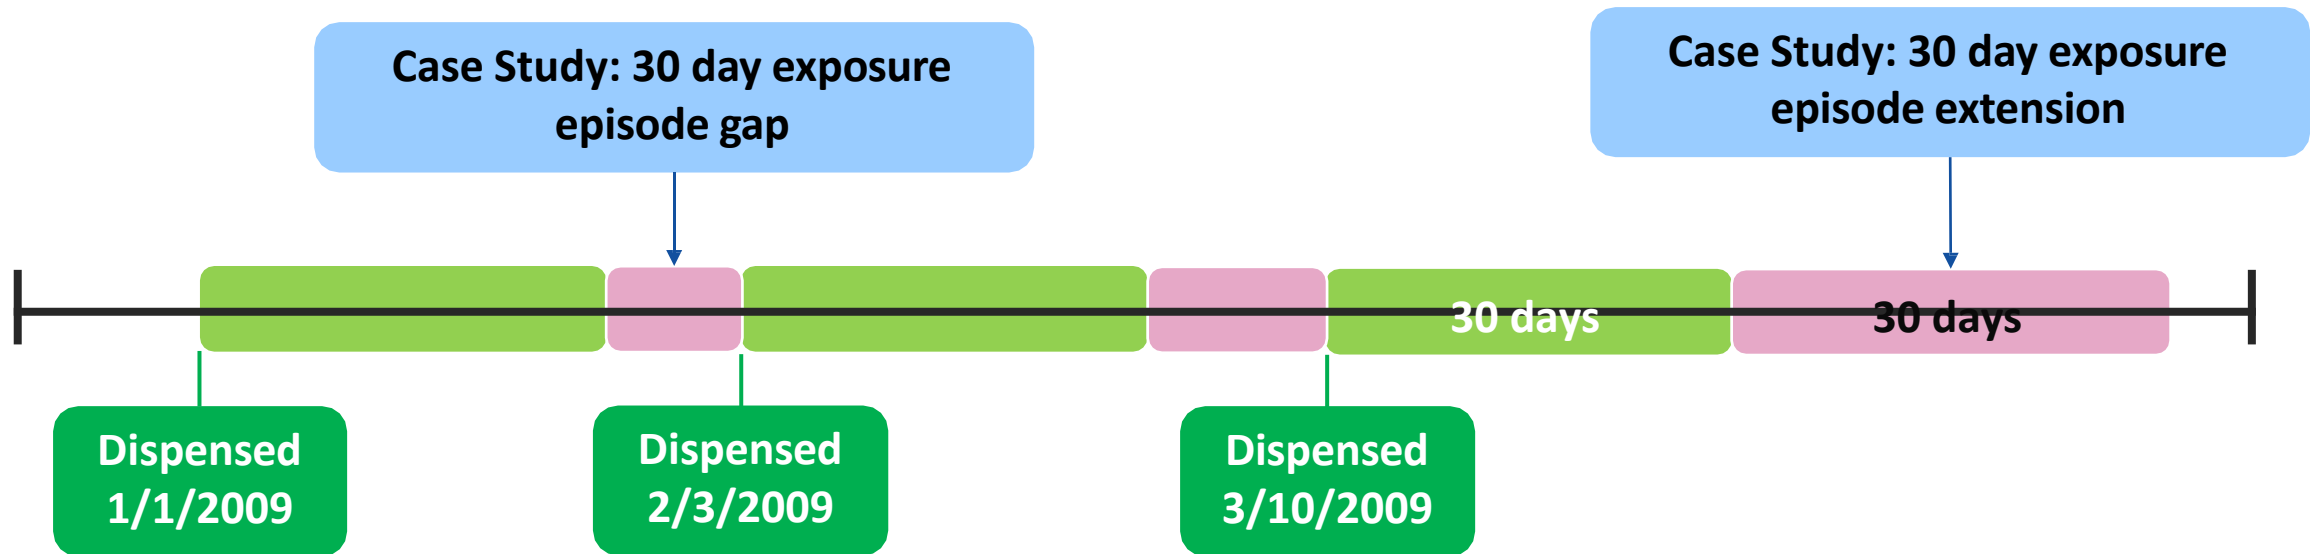 Case Study: 30 day exposure
episode gap
Case Study: 30 day exposure
episode extension
30 days
30 days
Dispensed
1/1/2009
Dispensed
2/3/2009
Dispensed
3/10/2009